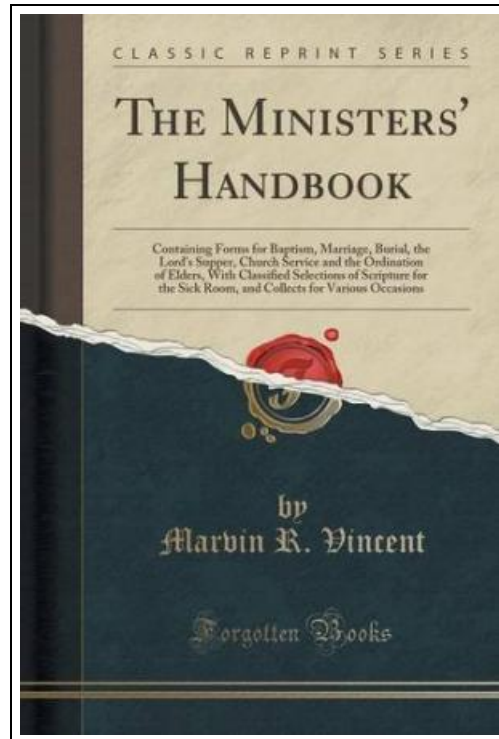 CLASSIC REPRINT SERIES
THE MINISTERS'
HANDBOOK
Containing Forms for Baptism, Marriage, Burial, the
Lord's Supper, Church Service and the Ordination
of Elders, With Classified Selections of Scripture for
the Sick Room, and Collects for Various Occasions
by
Marvin R. Vincent
Forgotten Books